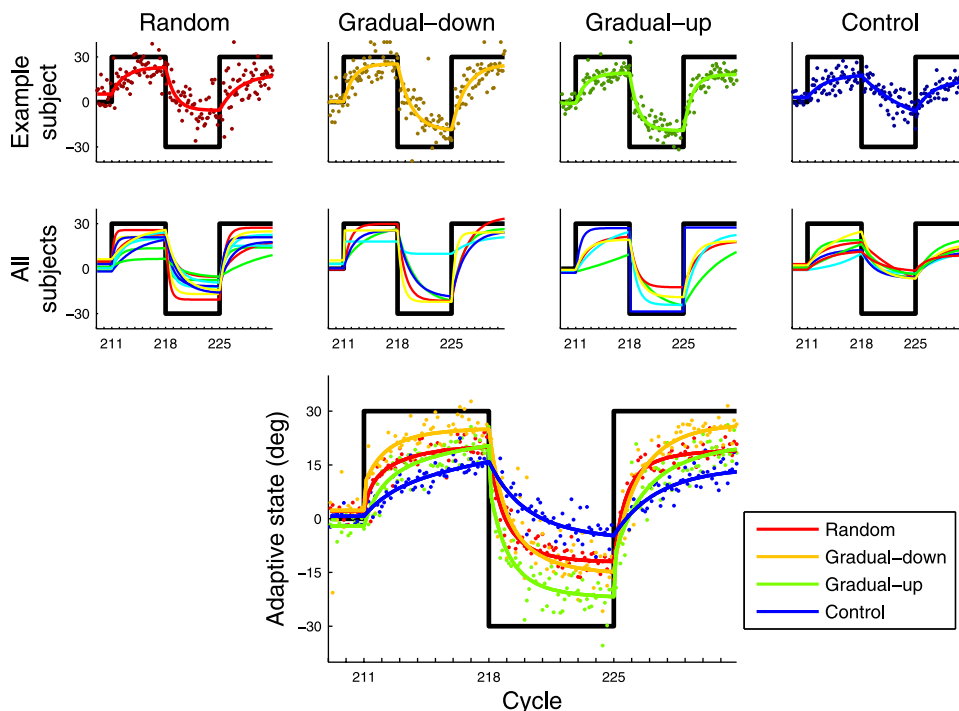 Random Gradual–down Gradual–up Control
Example
subject
30
0
−30
All
subjects
30
0
−30
211 218 225 211 218 225 211 218 225 211 218 225
Adaptive state (deg)
30
15
0
−15
−30
211 218 225
Cycle
Random
Gradual–down
Gradual–up
Control